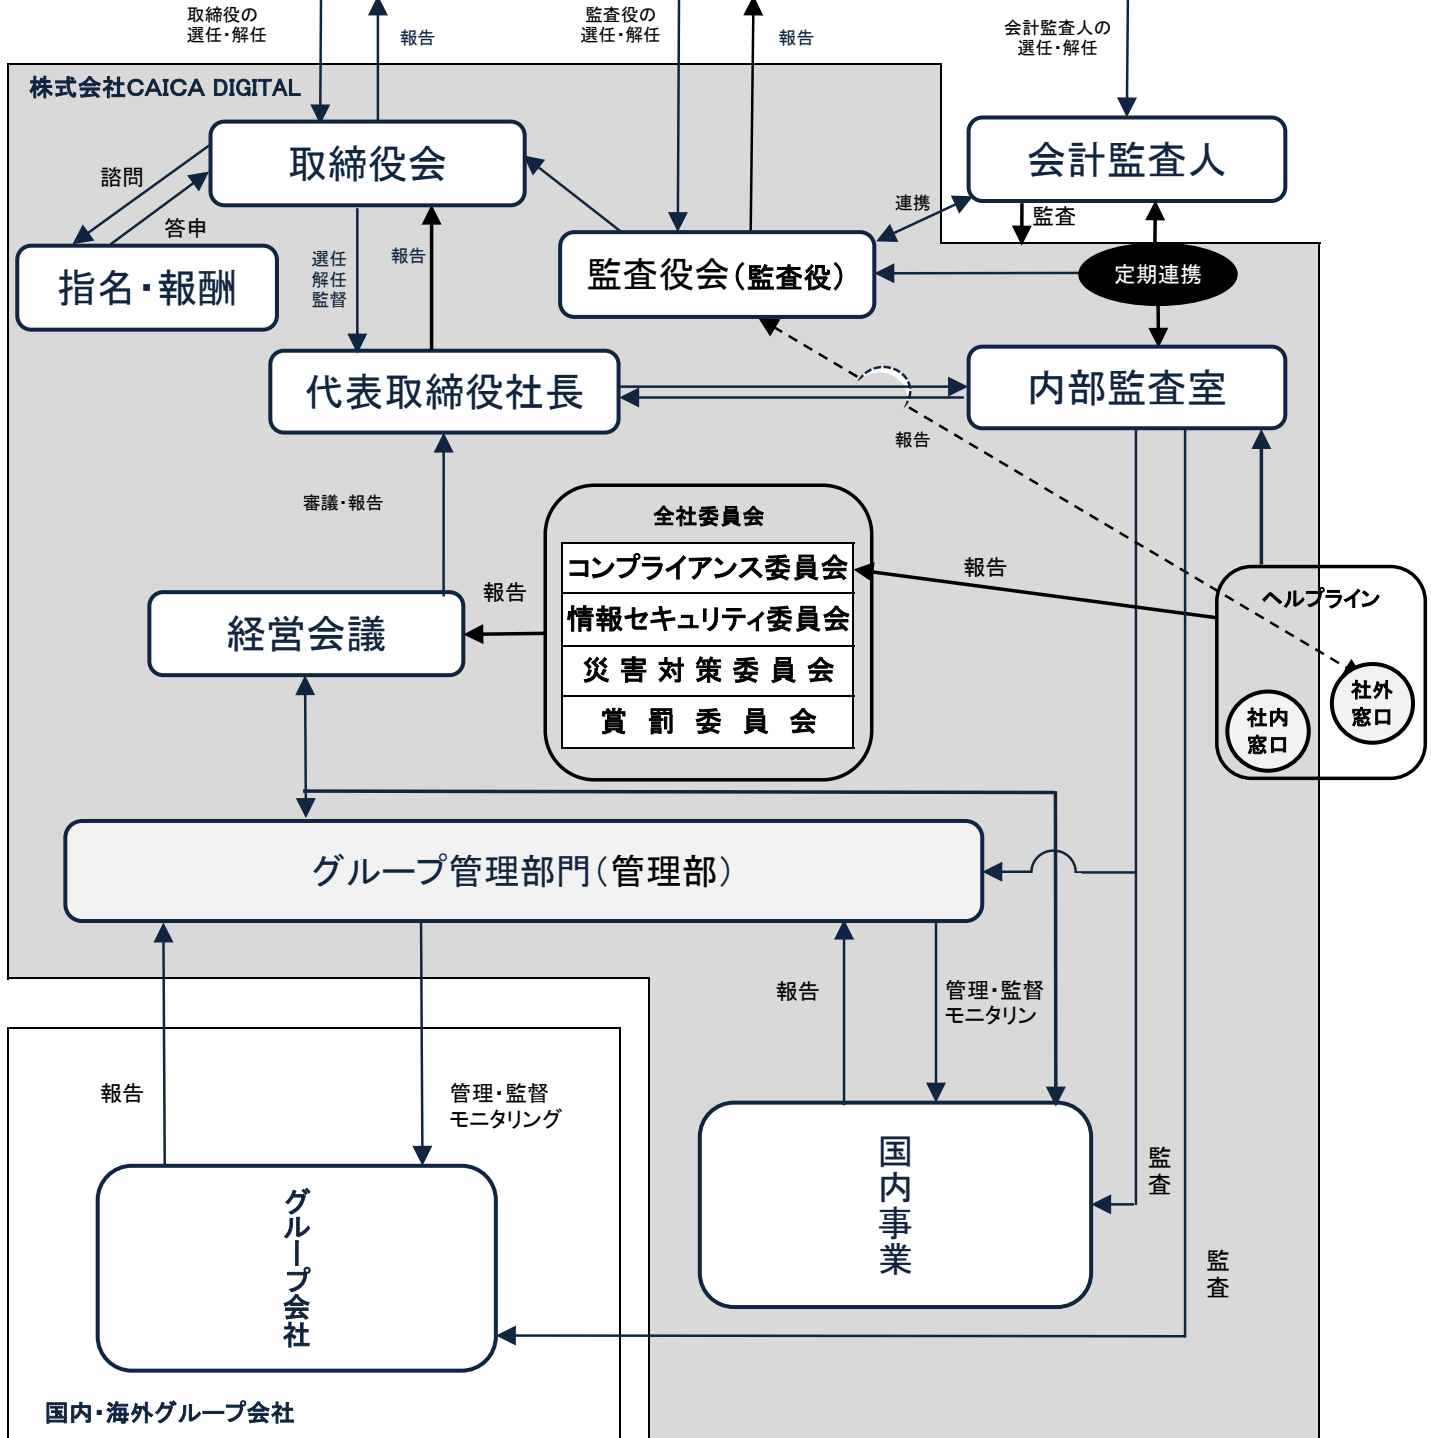 取締役の
選任・解任
報告
監査役の
選任・解任
報告
会計監査人の
選任・解任
株式会社CAICA DIGITAL
取締役会
会計監査人
諮問
答申
連携
監査
指名・報酬
選任
解任
監督
報告
監査役会(監査役)
定期連携
代表取締役社長
内部監査室
報告
審議・報告
全社委員会
コンプライアンス委員会
情報セキュリティ委員会
災害対策委員会
賞罰委員会
報告
報告
ヘルプライン
経営会議
社外
窓口
社内
窓口
グループ管理部門(管理部)
報告
管理・監督
モニタリン
報告
管理・監督
モニタリング
国内事業
監査
監査
グループ会社
国内・海外グループ会社